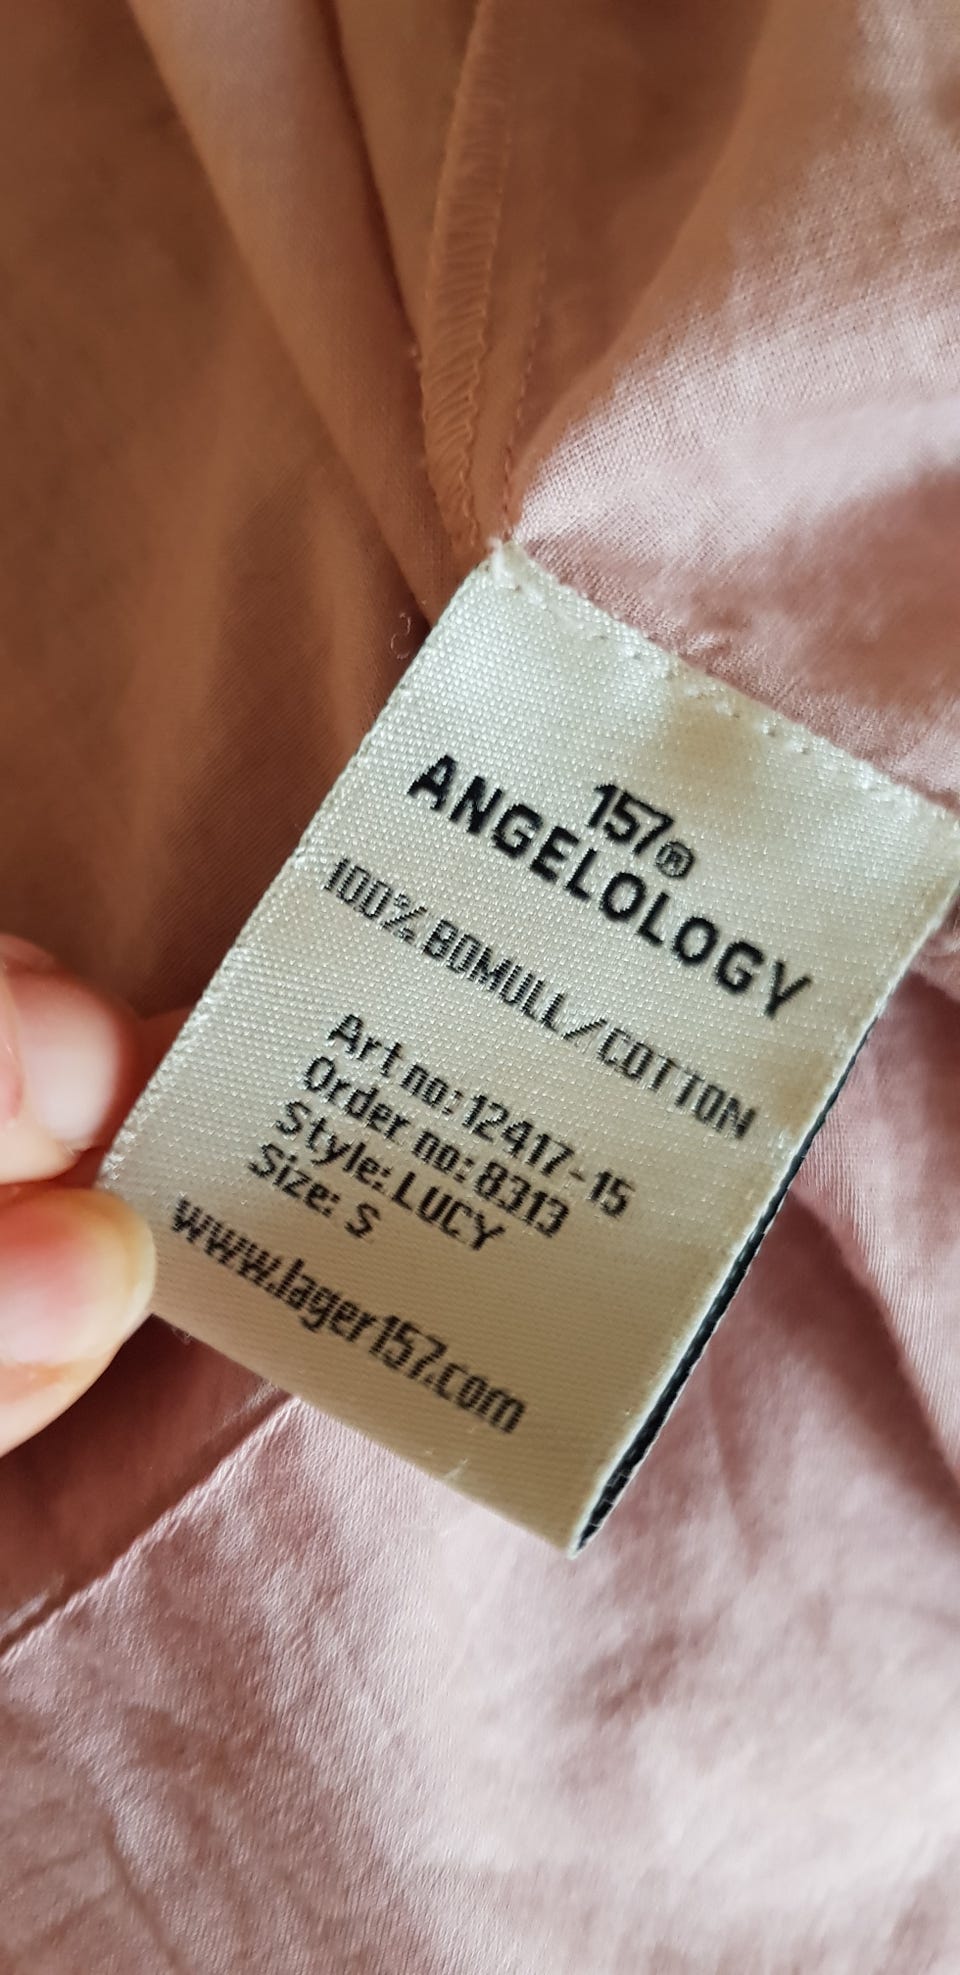 157®
ANGELOLOGY
100% BOMULL/COTTON
Art no: 12417-15
Order no: 8313
Style: LUCY
Size: S
www.lager157.com